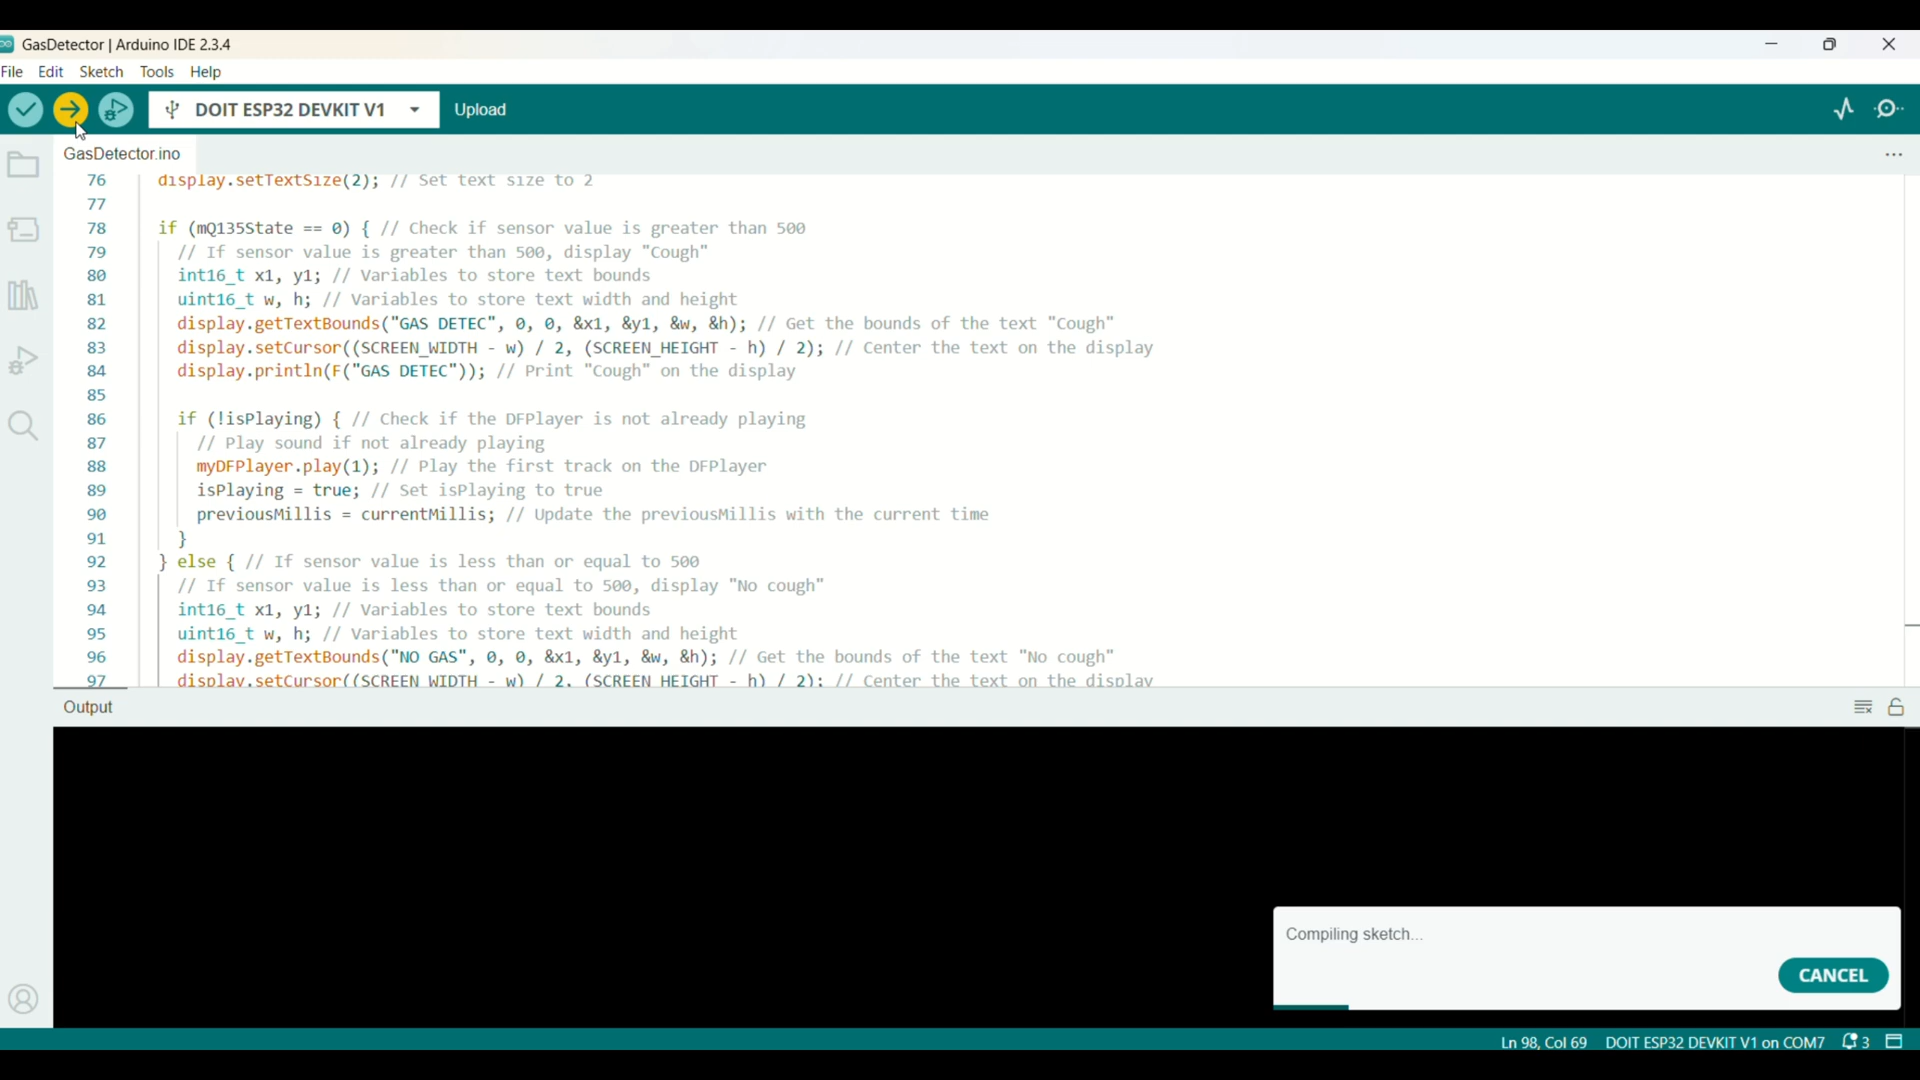 GasDetector | Arduino IDE 2.3.4
File Edit Sketch Tools Help
DOIT ESP32 DEVKIT V1 Upload
GasDetector.ino
76 display.setTextSize(2); // Set text size to 2
77
78 if (mQ135State == 0) { // Check if sensor value is greater than 500
79 // If sensor value is greater than 500, display "Cough"
80 int16_t x1, y1; // Variables to store text bounds
81 uint16_t w, h; // Variables to store text width and height
82 display.getTextBounds("GAS DETEC", 0, 0, &x1, &y1, &w, &h); // Get the bounds of the text "Cough"
83 display.setCursor((SCREEN_WIDTH - w) / 2, (SCREEN_HEIGHT - h) / 2); // Center the text on the display
84 display.println(F("GAS DETEC")); // Print "Cough" on the display
85
86 if (!isPlaying) { // Check if the DFPlayer is not already playing
87 // Play sound if not already playing
88 myDFPlayer.play(1); // Play the first track on the DFPlayer
89 isPlaying = true; // Set isPlaying to true
90 previousMillis = currentMillis; // Update the previousMillis with the current time
91 }
92 } else { // If sensor value is less than or equal to 500
93 // If sensor value is less than or equal to 500, display "No cough"
94 int16_t x1, y1; // Variables to store text bounds
95 uint16_t w, h; // Variables to store text width and height
96 display.getTextBounds("NO GAS", 0, 0, &x1, &y1, &w, &h); // Get the bounds of the text "No cough"
97 display.setCursor((SCREEN_WIDTH - w) / 2, (SCREEN_HEIGHT - h) / 2); // Center the text on the display
Output
Compiling sketch...
CANCEL
Ln 98, Col 69 DOIT ESP32 DEVKIT V1 on COM7 3